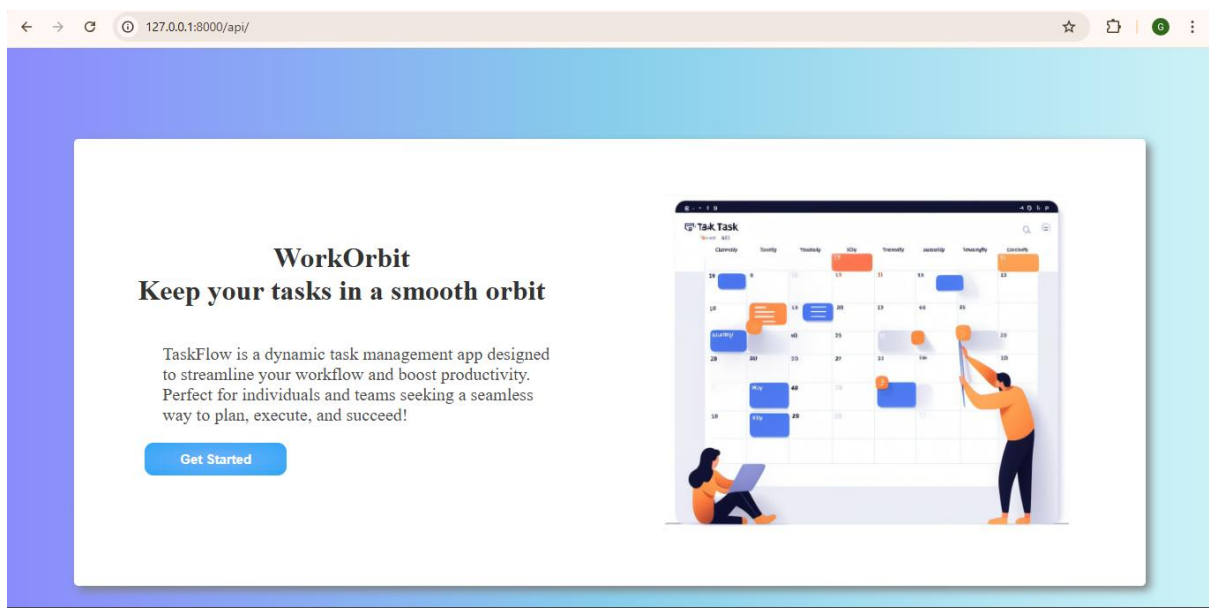 127.0.0.1:8000/api/
G
WorkOrbit
Keep your tasks in a smooth orbit
TaskFlow is a dynamic task management app designed
to streamline your workflow and boost productivity.
Perfect for individuals and teams seeking a seamless
way to plan, execute, and succeed!
Get Started
Task